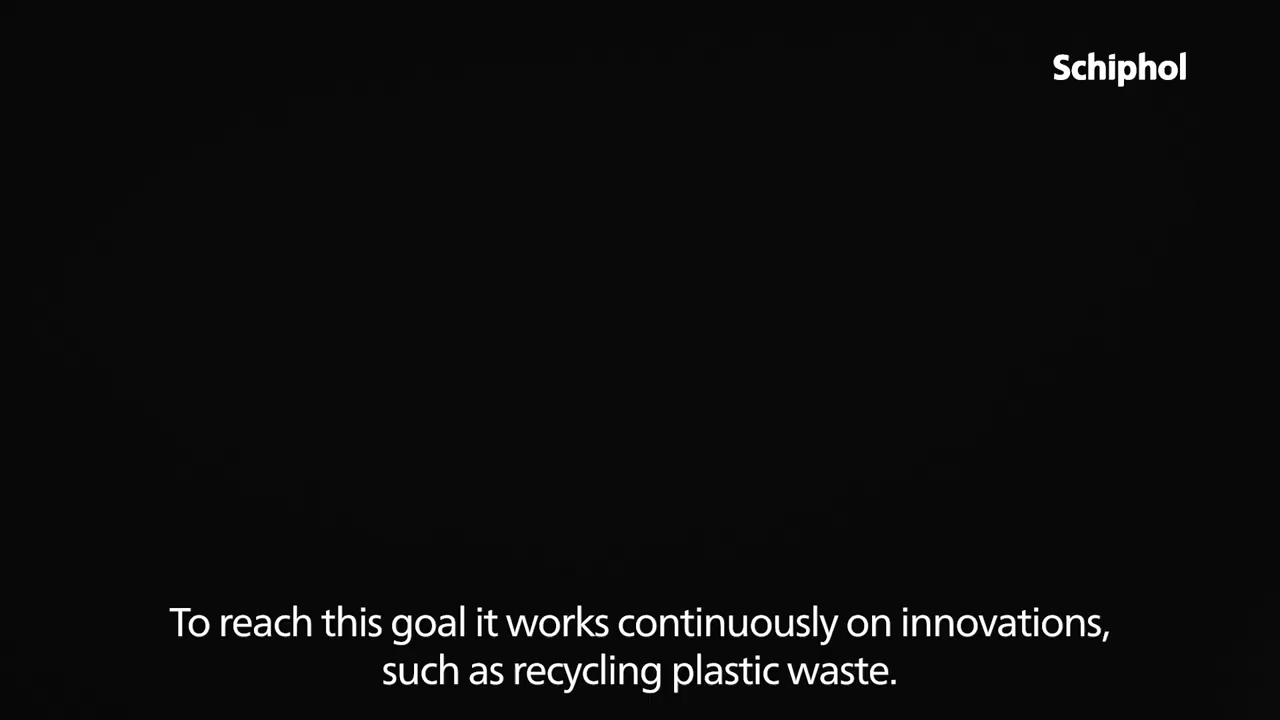 Schiphol
To reach this goal it works continuously on innovations,
such as recycling plastic waste.